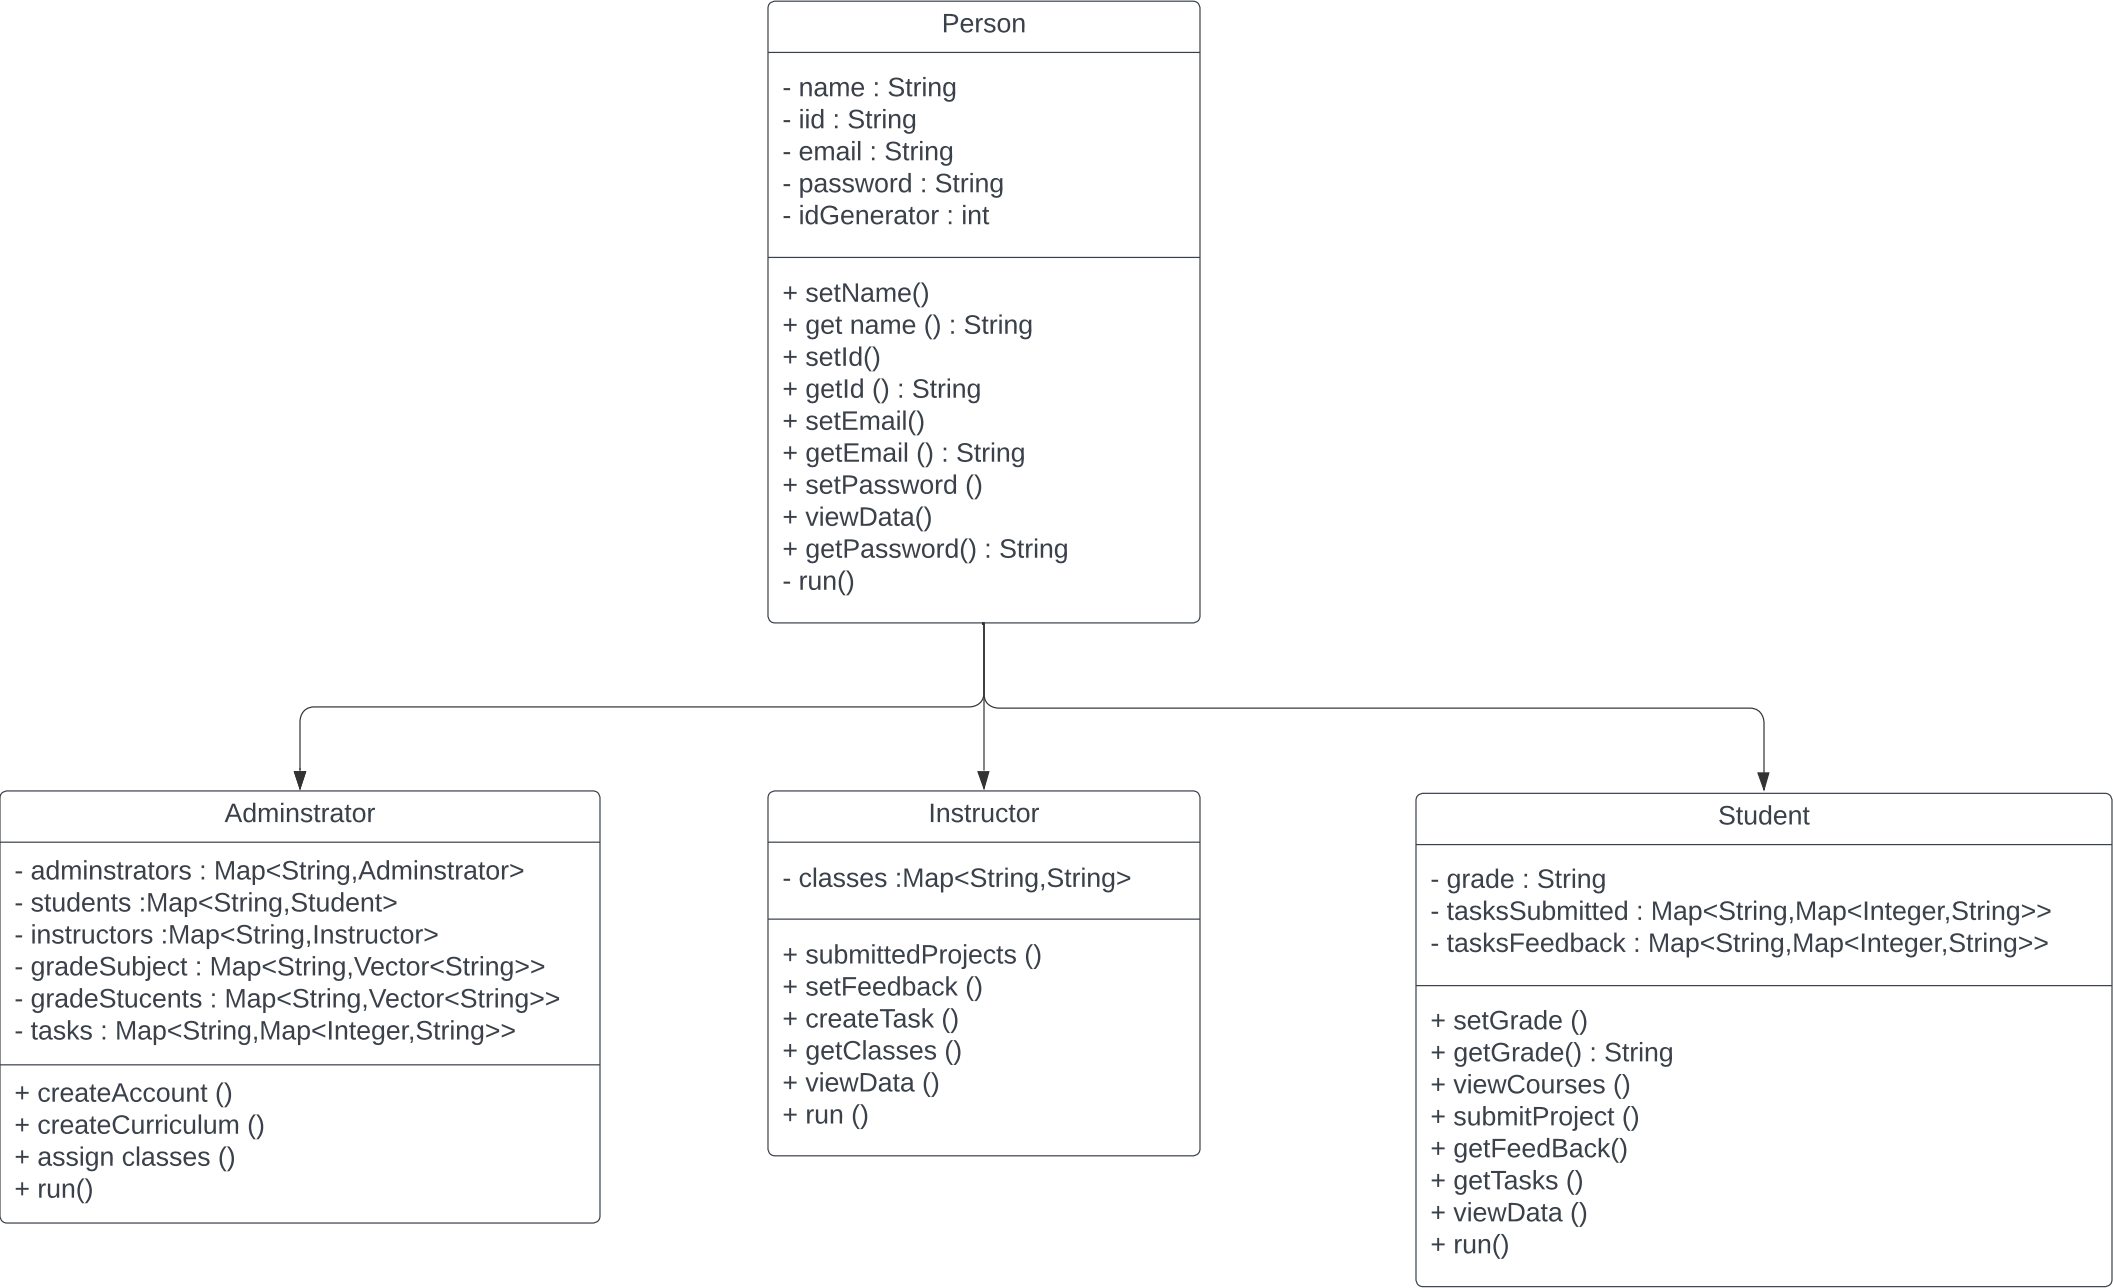 Person
- name : String
- iid : String
- email : String
- password : String
- idGenerator : int
+ setName()
+ get name () : String
+ setId()
+ getId () : String
+ setEmail()
+ getEmail () : String
+ setPassword ()
+ viewData()
+ getPassword() : String
- run()
Adminstrator
- adminstrators : Map<String,Adminstrator>
- students :Map<String,Student>
- instructors :Map<String,Instructor>
- gradeSubject : Map<String,Vector<String>>
- gradeStucents : Map<String,Vector<String>>
- tasks : Map<String,Map<Integer,String>>
+ createAccount ()
+ createCurriculum ()
+ assign classes ()
+ run()
Instructor
- classes :Map<String,String>
+ submittedProjects ()
+ setFeedback ()
+ createTask ()
+ getClasses ()
+ viewData ()
+ run ()
Student
- grade : String
- tasksSubmitted : Map<String,Map<Integer,String>>
- tasksFeedback : Map<String,Map<Integer,String>>
+ setGrade ()
+ getGrade() : String
+ viewCourses ()
+ submitProject ()
+ getFeedBack()
+ getTasks ()
+ viewData ()
+ run()